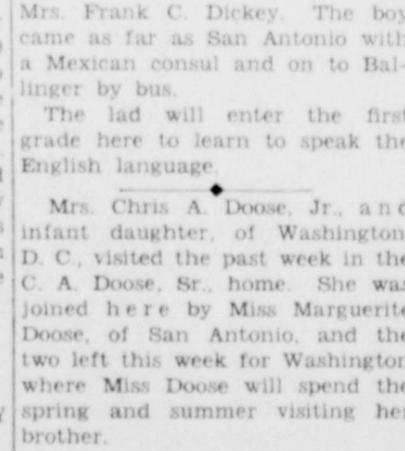 Mrs. Frank C. Dickey. The boy
came as far as San Antonio with
a Mexican consul and on to Bal-
linger by bus.
The lad will enter the first
grade here to learn to speak the
English language.
Mrs. Chris A. Doose, Jr., and
infant daughter, of Washington
D. C., visited the past week in the
C. A. Doose, Sr., home. She was
joined here by Miss Marguerite
Doose, of San Antonio, and the
two left this week for Washington
where Miss Doose will spend the
spring and summer visiting her
brother.